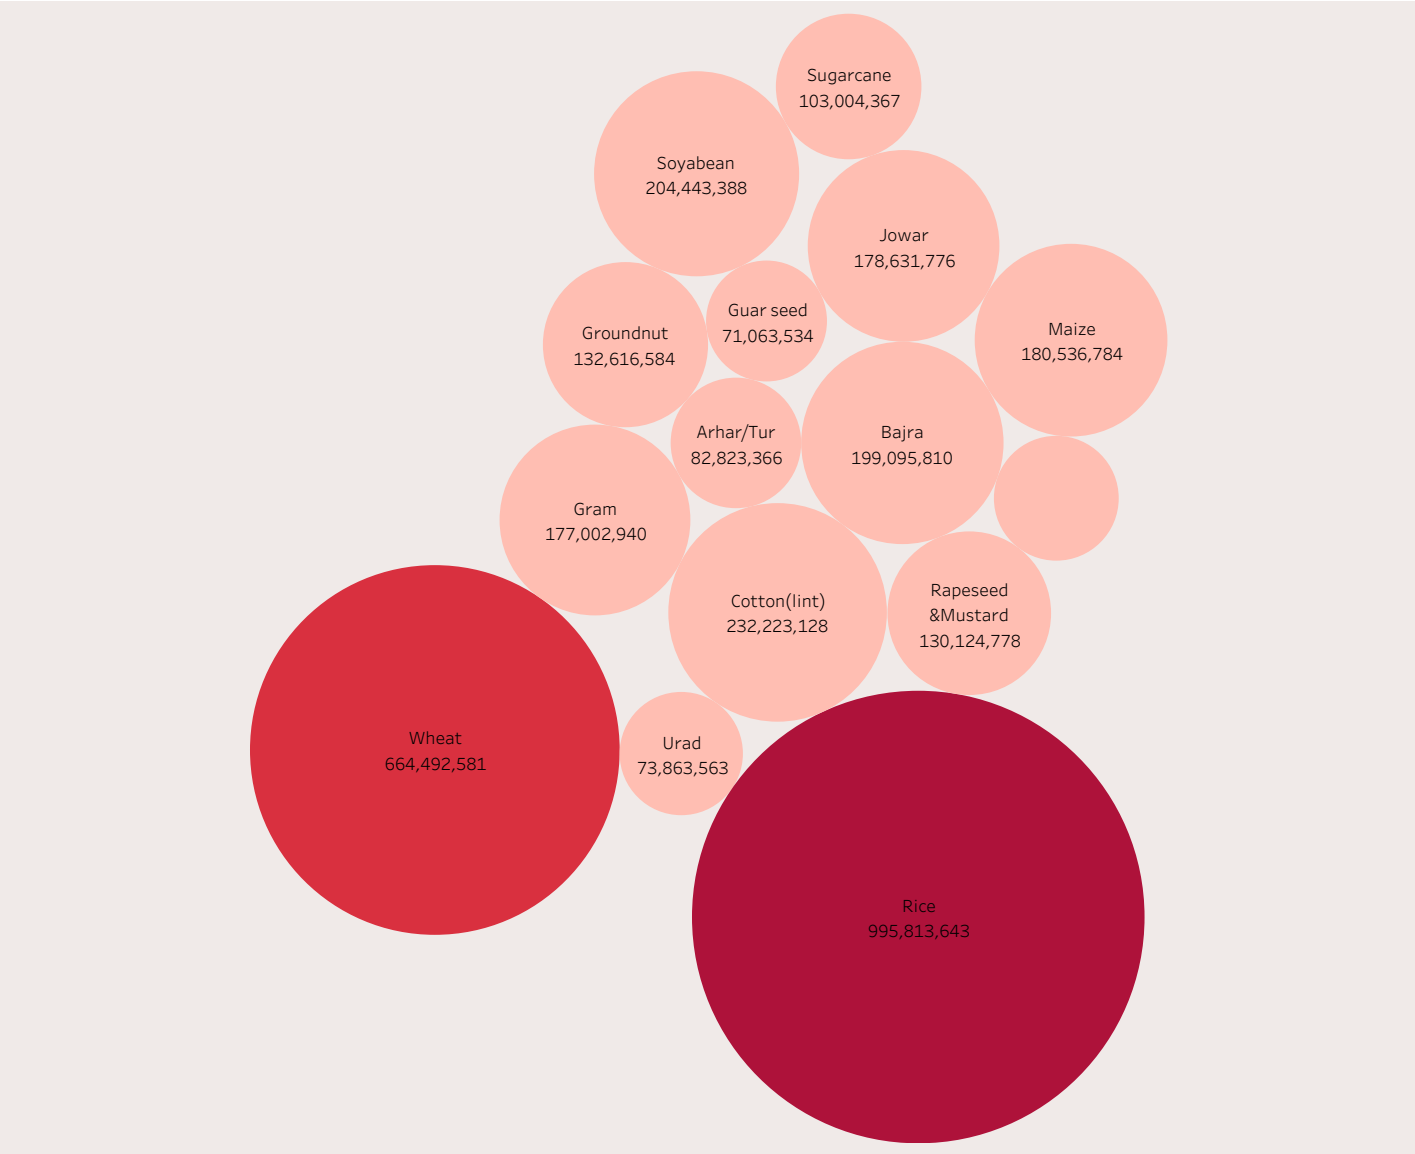 Sugarcane
103,004,367
Soyabean
204,443,388
Jowar
178,631,776
Guar seed
71,063,534
Groundnut
132,616,584
Maize
180,536,784
Arhar/Tur
82,823,366
Bajra
199,095,810
Gram
177,002,940
Cotton(lint)
232,223,128
Rapeseed
&Mustard
130,124,778
Wheat
664,492,581
Urad
73,863,563
Rice
995,813,643